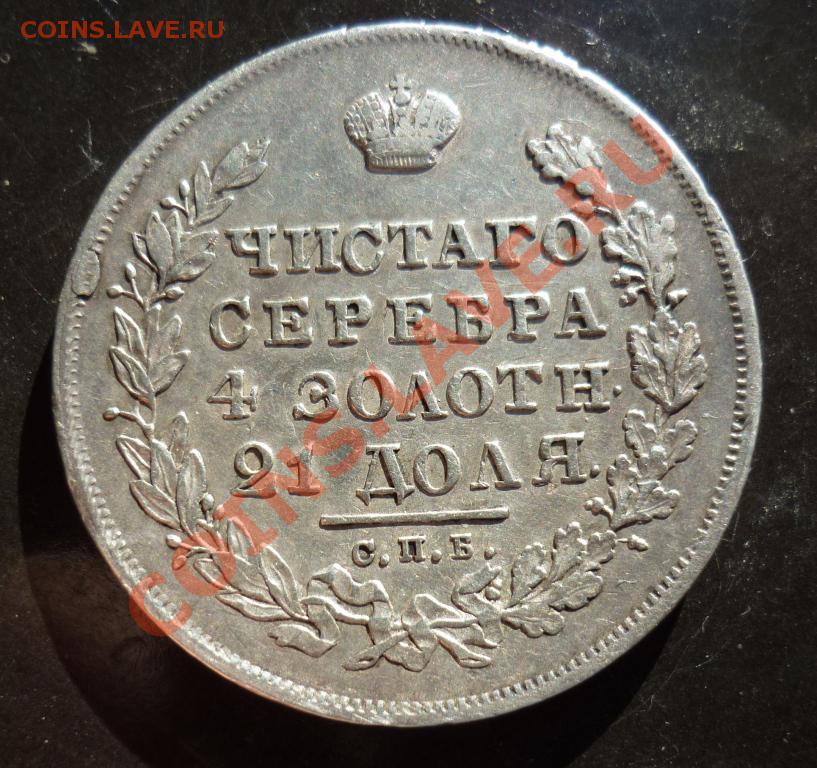 COINS.LAVE.RU
ЧИСТАГО
СЕРЕБРА
4 ЗОЛОТН.
21 ДОЛЯ.
С.П.Б.
COINS.LAVE.RU